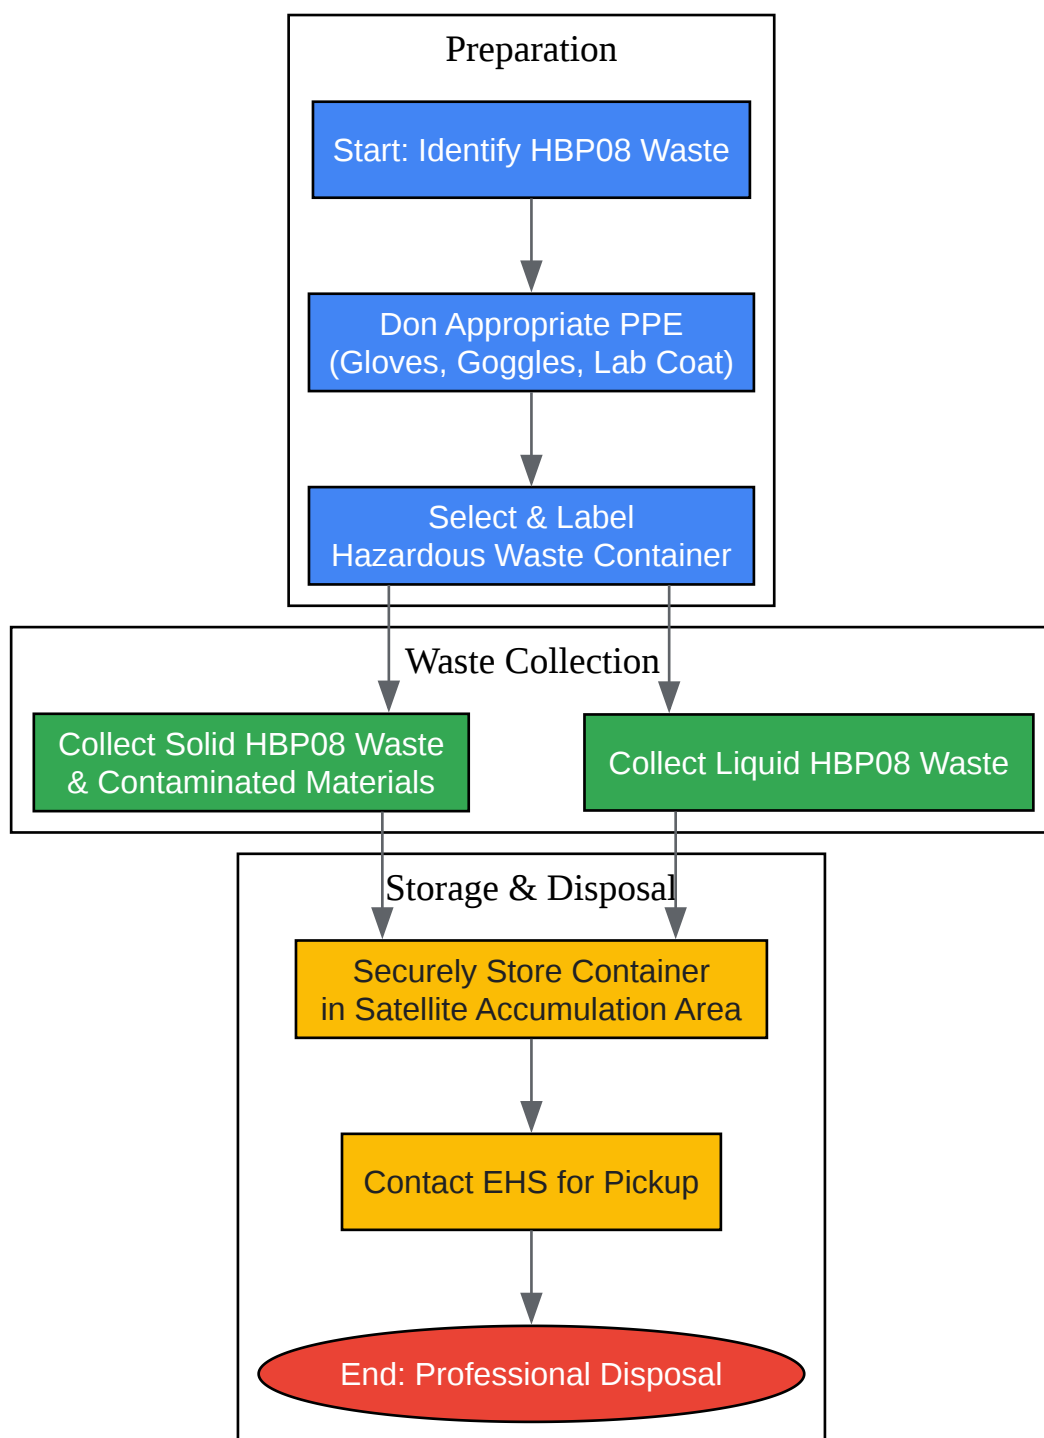 Preparation
Start: Identify HBP08 Waste
Don Appropriate PPE
(Gloves, Goggles, Lab Coat)
Select & Label
Hazardous Waste Container
Waste Collection
Collect Solid HBP08 Waste
& Contaminated Materials
Collect Liquid HBP08 Waste
Storage & Disposal
Securely Store Container
in Satellite Accumulation Area
Contact EHS for Pickup
End: Professional Disposal